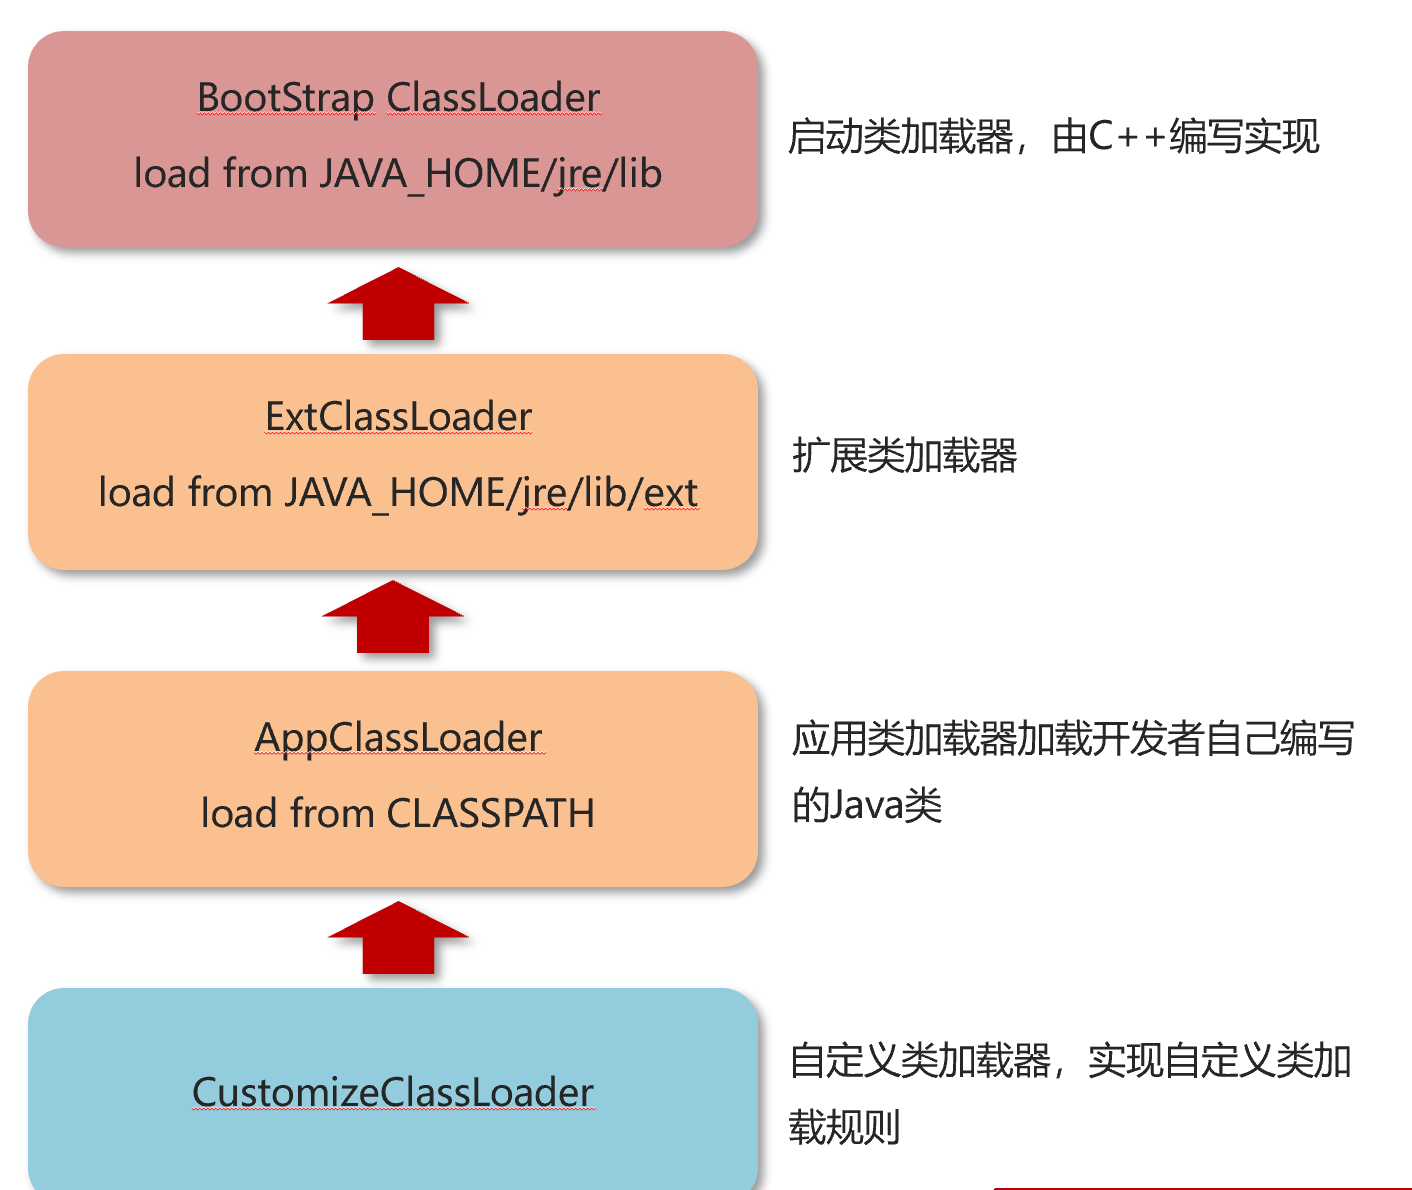 BootStrap ClassLoader
load from JAVA_HOME/jre/lib
启动类加载器，由C++编写实现
ExtClassLoader
load from JAVA_HOME/jre/lib/ext
扩展类加载器
AppClassLoader
load from CLASSPATH
应用类加载器加载开发者自己编写
的Java类
CustomizeClassLoader
自定义类加载器，实现自定义类加
载规则